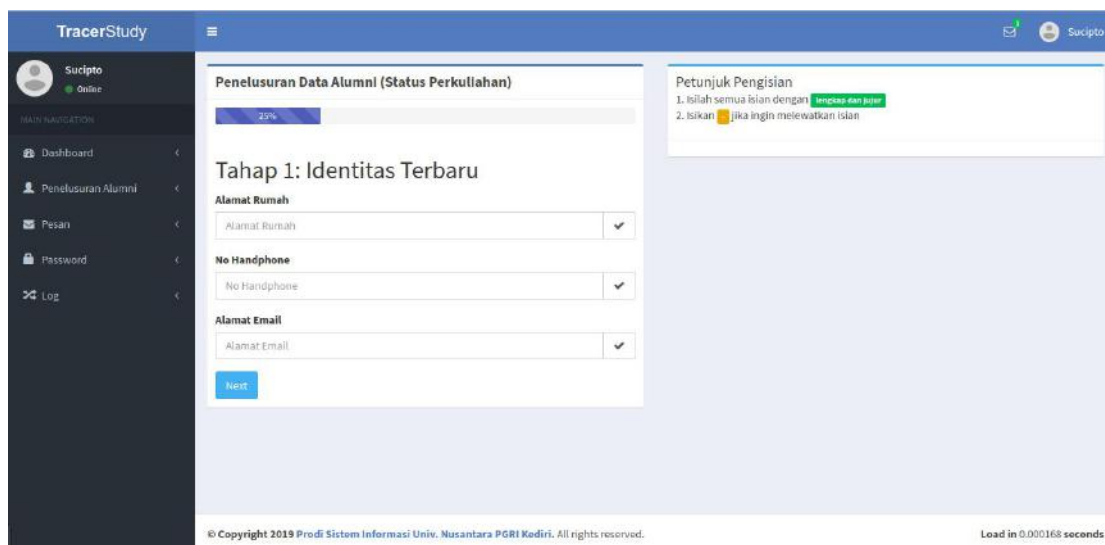 TracerStudy
3
Sucipto
Sucipto
Online
MAIN NAVIGATION
Dashboard
Penelusuran Alumni
Pesan
Password
Log
Penelusuran Data Alumni (Status Perkuliahan)
25%
Tahap 1: Identitas Terbaru
Alamat Rumah
Alamat Rumah
No Handphone
No Handphone
Alamat Email
Alamat Email
Next
Petunjuk Pengisian
1. Isilah semua isian dengan lengkap dan jujur
2. Isikan - jika ingin melewatkan isian
© Copyright 2019 Prodi Sistem Informasi Univ. Nusantara PGRI Kediri. All rights reserved.
Load in 0.000168 seconds